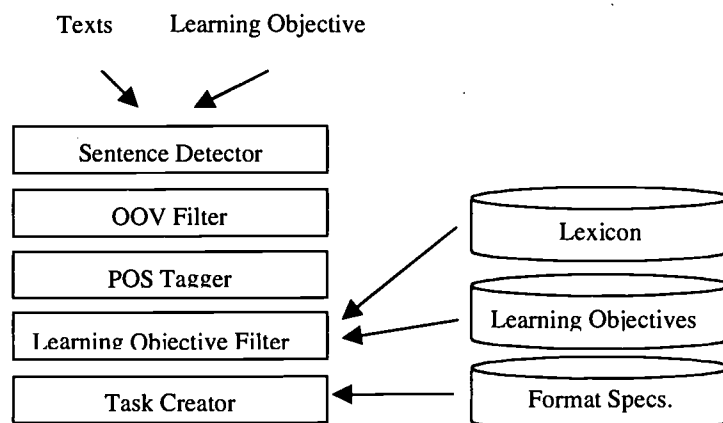 Texts Learning Objective
Sentence Detector
OOV Filter
POS Tagger
Learning Objective Filter
Task Creator
Lexicon
Learning Objectives
Format Specs.